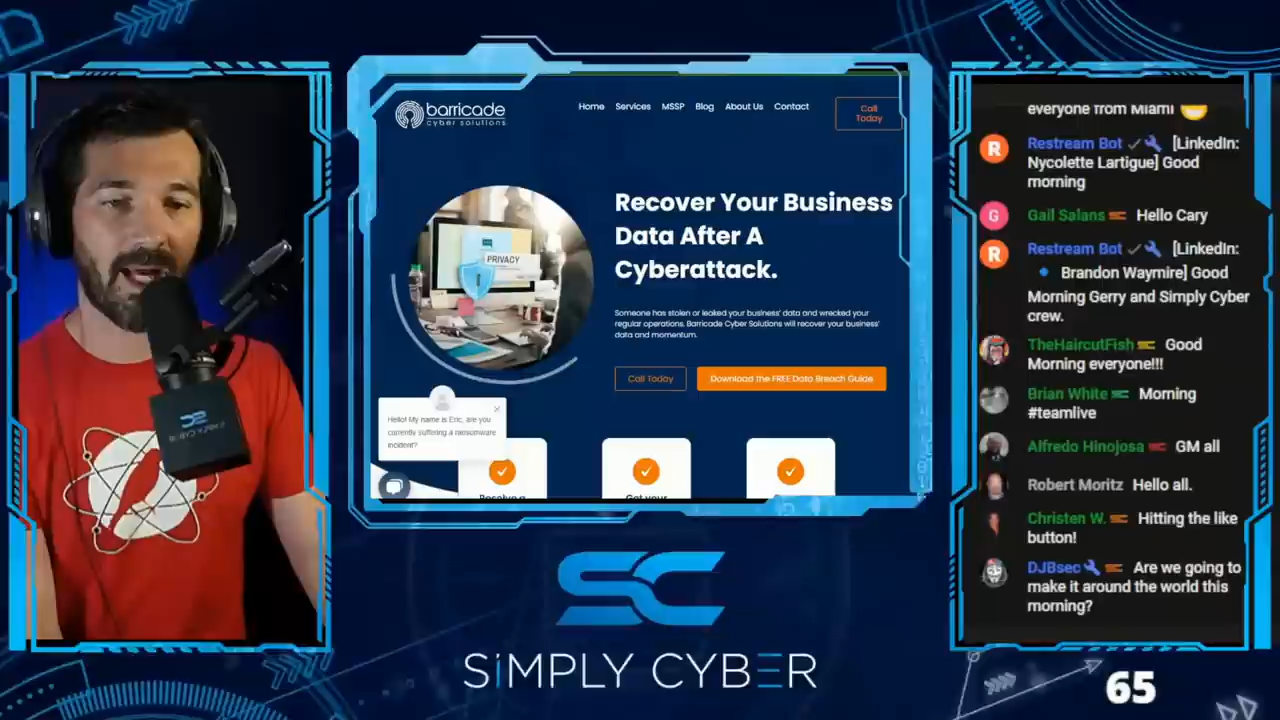 barricade
cyber solutions
Home Services MSSP Blog About Us Contact
Call
Today
Recover Your Business
Data After A
Cyberattack.
PRIVACY
Someone has stolen or leaked your business' data and wrecked your
regular operations. Barricade Cyber Solutions will recover your business'
data and momentum.
Call Today
Download the FREE Data Breach Guide
Hello! My name is Eric, are you
currently suffering a ransomware
incident?
SiMPLY CYBER
everyone from Miami
R
Restream Bot [LinkedIn:
Nycolette Lartigue] Good
morning
G
Gail Salans Hello Cary
R
Restream Bot [LinkedIn:
Brandon Waymire] Good
Morning Gerry and Simply Cyber
crew.
TheHaircutFish Good
Morning everyone!!!
Brian White Morning
#teamlive
Alfredo Hinojosa GM all
Robert Moritz Hello all.
Christen W. Hitting the like
button!
DJBsec Are we going to
make it around the world this
morning?
65